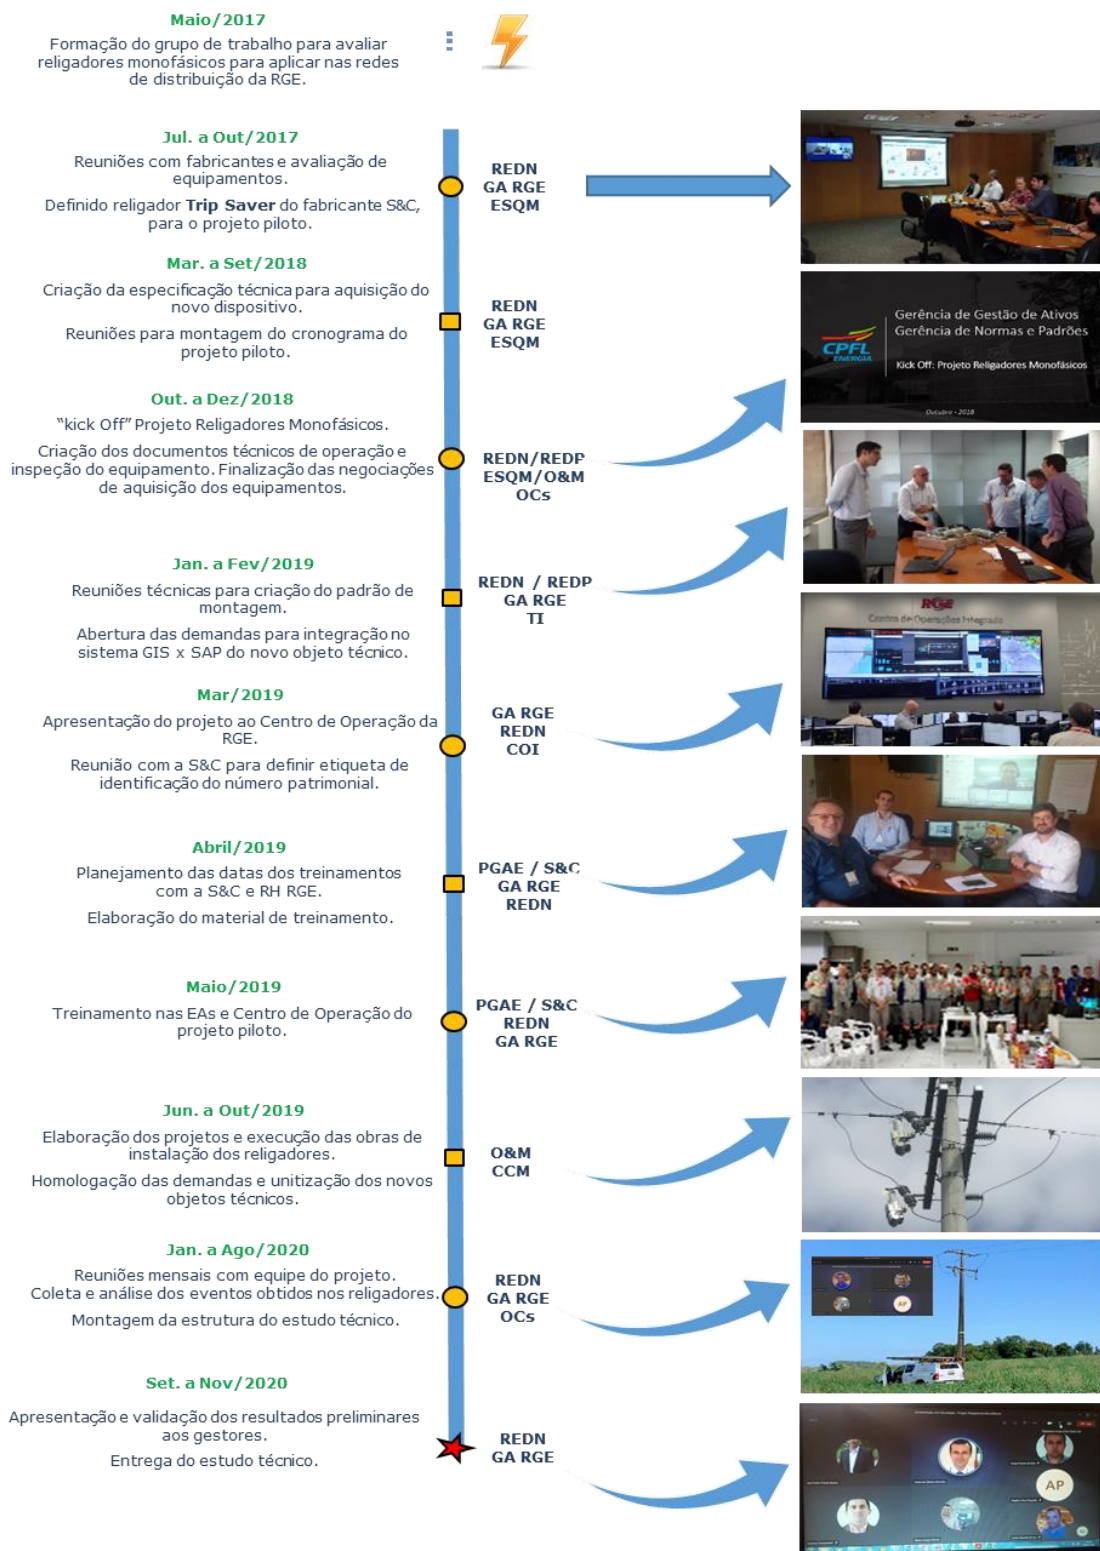 Maio/2017
Formação do grupo de trabalho para avaliar
religadores monofásicos para aplicar nas redes
de distribuição da RGE.
Jul. a Out/2017
Reuniões com fabricantes e avaliação de
equipamentos.
Definido religador Trip Saver do fabricante S&C,
para o projeto piloto.
REDN
GA RGE
ESQM
Mar. a Set/2018
Criação da especificação técnica para aquisição do
novo dispositivo.
Reuniões para montagem do cronograma do
projeto piloto.
REDN
GA RGE
ESQM
Gerência de Gestão de Ativos
Gerência de Normas e Padrões
CPFL
ENERGIA
Kick Off: Projeto Religadores Monofásicos
Outubro - 2018
Out. a Dez/2018
“kick Off” Projeto Religadores Monofásicos.
Criação dos documentos técnicos de operação e
inspeção do equipamento. Finalização das negociações
de aquisição dos equipamentos.
REDN/REDP
ESQM/O&M
OCs
Jan. a Fev/2019
Reuniões técnicas para criação do padrão de
montagem.
Abertura das demandas para integração no
sistema GIS x SAP do novo objeto técnico.
REDN / REDP
GA RGE
TI
RGE
Centro de Operações Integrado
Mar/2019
Apresentação do projeto ao Centro de Operação da
RGE.
Reunião com a S&C para definir etiqueta de
identificação do número patrimonial.
GA RGE
REDN
COI
Abril/2019
Planejamento das datas dos treinamentos
com a S&C e RH RGE.
Elaboração do material de treinamento.
PGAE / S&C
GA RGE
REDN
Maio/2019
Treinamento nas EAs e Centro de Operação do
projeto piloto.
PGAE / S&C
REDN
GA RGE
Jun. a Out/2019
Elaboração dos projetos e execução das obras de
instalação dos religadores.
Homologação das demandas e unitização dos novos
objetos técnicos.
O&M
CCM
Jan. a Ago/2020
Reuniões mensais com equipe do projeto.
Coleta e análise dos eventos obtidos nos religadores.
Montagem da estrutura do estudo técnico.
REDN
GA RGE
OCs
AP
Set. a Nov/2020
Apresentação e validação dos resultados preliminares
aos gestores.
Entrega do estudo técnico.
REDN
GA RGE
AP